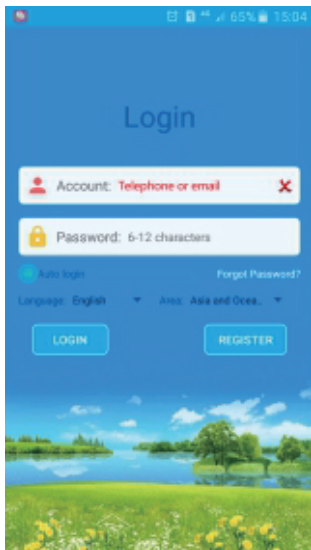 65% 15:04
Login
Account: Telephone or email
Password: 6-12 characters
Auto login Forgot Password?
Language: English Area: Asia and Ocea..
LOGIN REGISTER